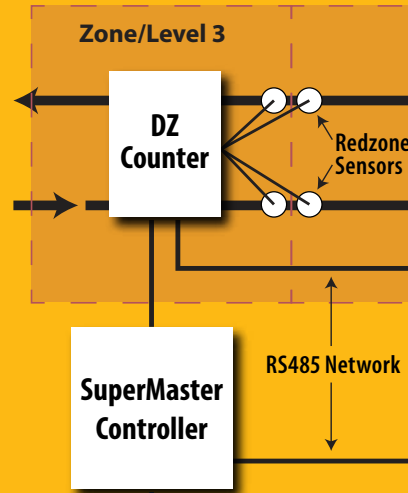 Zone/Level 3
DZ
Counter
Redzone
Sensors
RS485 Network
SuperMaster
Controller